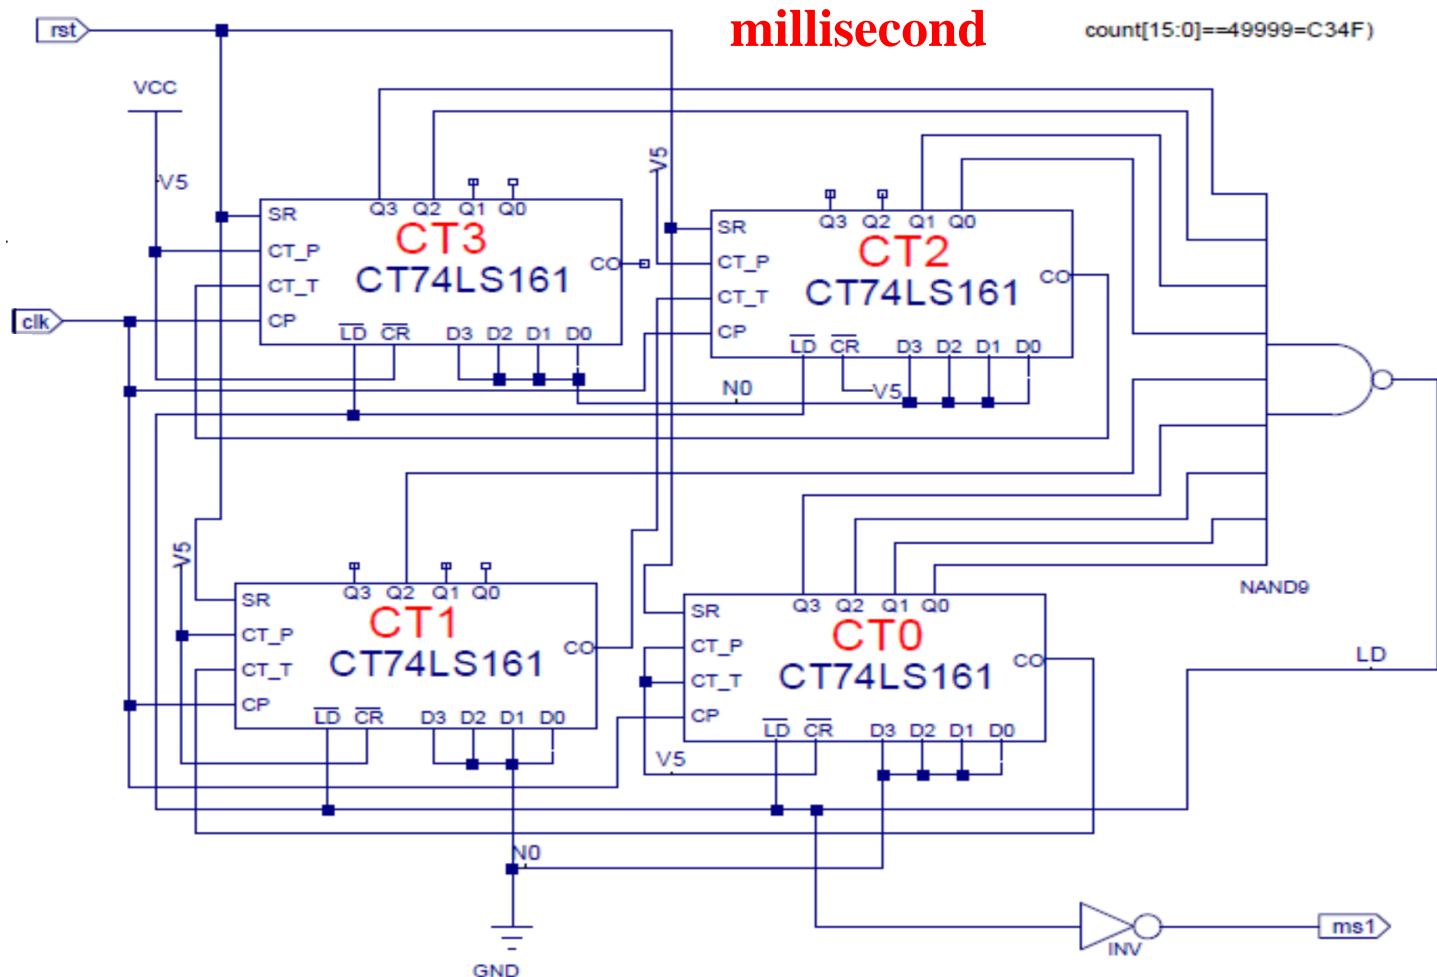 rst
millisecond
count[15:0]==49999=C34F)
VCC
V5
V5
Q3 Q2 Q1 Q0
SR
CT3
CT_P
CT74LS161
CO
CT_T
CP
LD CR D3 D2 D1 D0
Q3 Q2 Q1 Q0
SR
CT2
CT_P
CT74LS161
CO
CT_T
CP
LD CR D3 D2 D1 D0
clk
N0
V5
V5
Q3 Q2 Q1 Q0
SR
CT1
CT_P
CT74LS161
CO
CT_T
CP
LD CR D3 D2 D1 D0
Q3 Q2 Q1 Q0
SR
CT0
CT_P
CT74LS161
CO
CT_T
CP
LD CR D3 D2 D1 D0
NAND9
LD
V5
N0
GND
INV
ms1